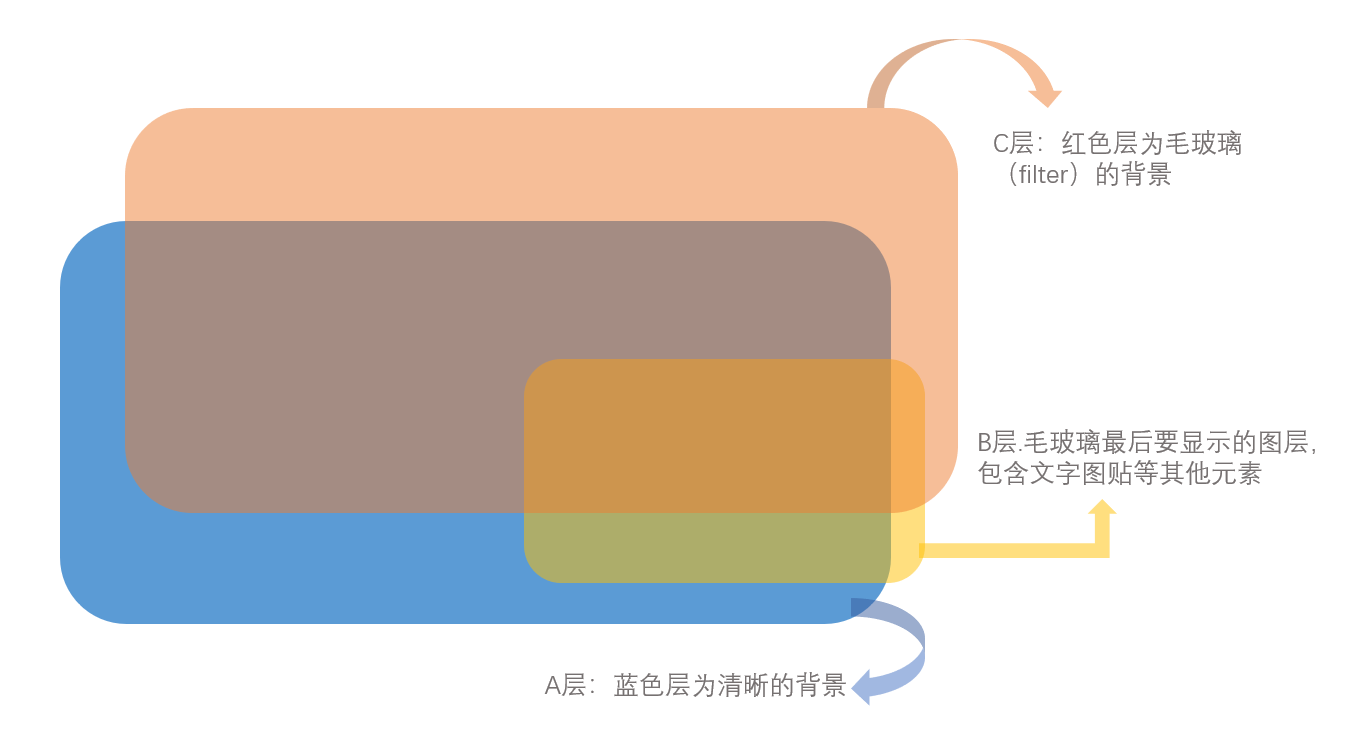 C层：红色层为毛玻璃
（filter）的背景
B层.毛玻璃最后要显示的图层,
包含文字图贴等其他元素
A层：蓝色层为清晰的背景